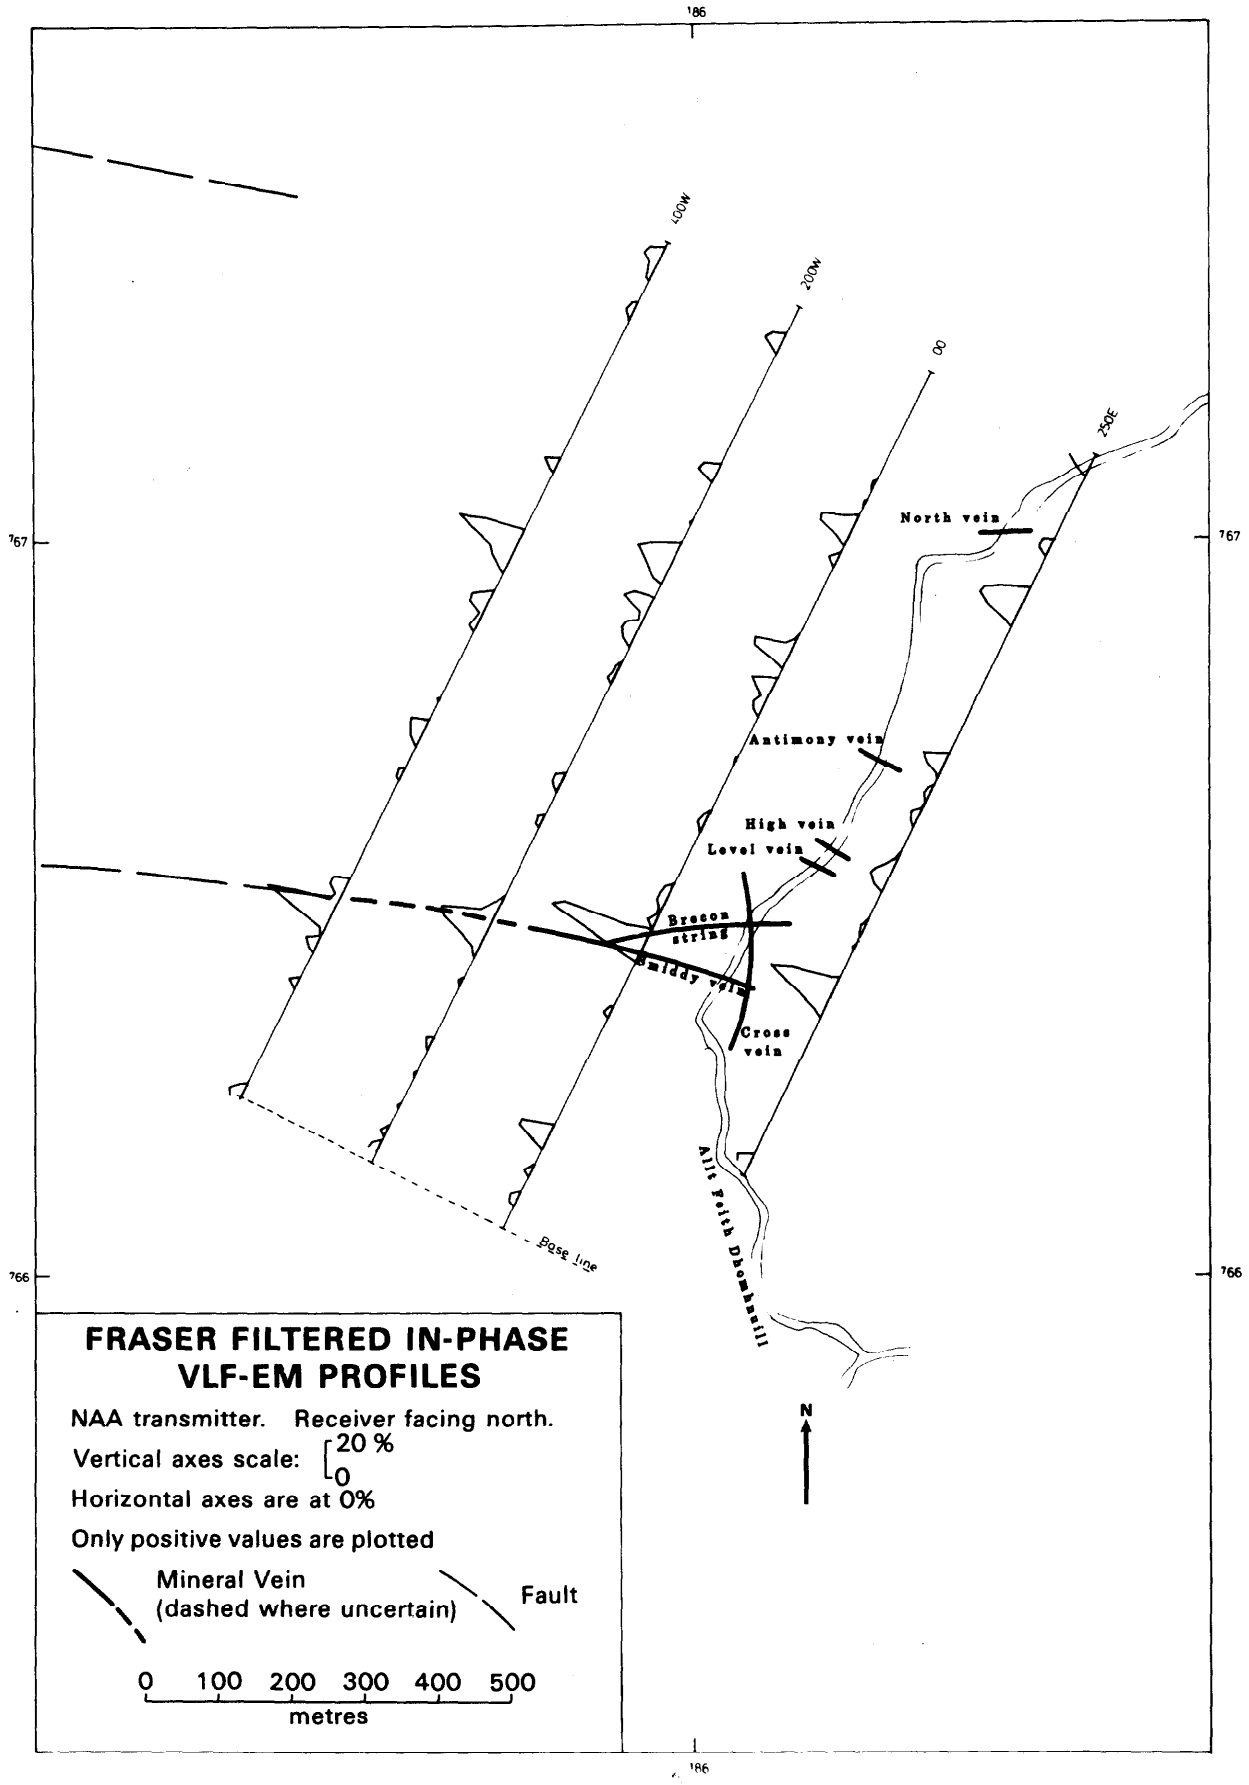 186
400W
200W
00
250E
North vein
767
767
Antimony vein
High vein
Level vein
Brecon
string
Smiddy vein
Cross
vein
Allt Feith Dhomhnuill
Base line
766
766
FRASER FILTERED IN-PHASE
VLF-EM PROFILES
NAA transmitter. Receiver facing north.
Vertical axes scale:
20 %
0
Horizontal axes are at 0%
Only positive values are plotted
Mineral Vein
(dashed where uncertain)
Fault
0 100 200 300 400 500
metres
N
186